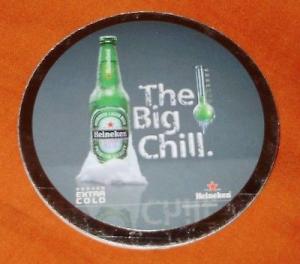 The
Big
Chill.
Heineken
EXTRA
COLD
Heineken